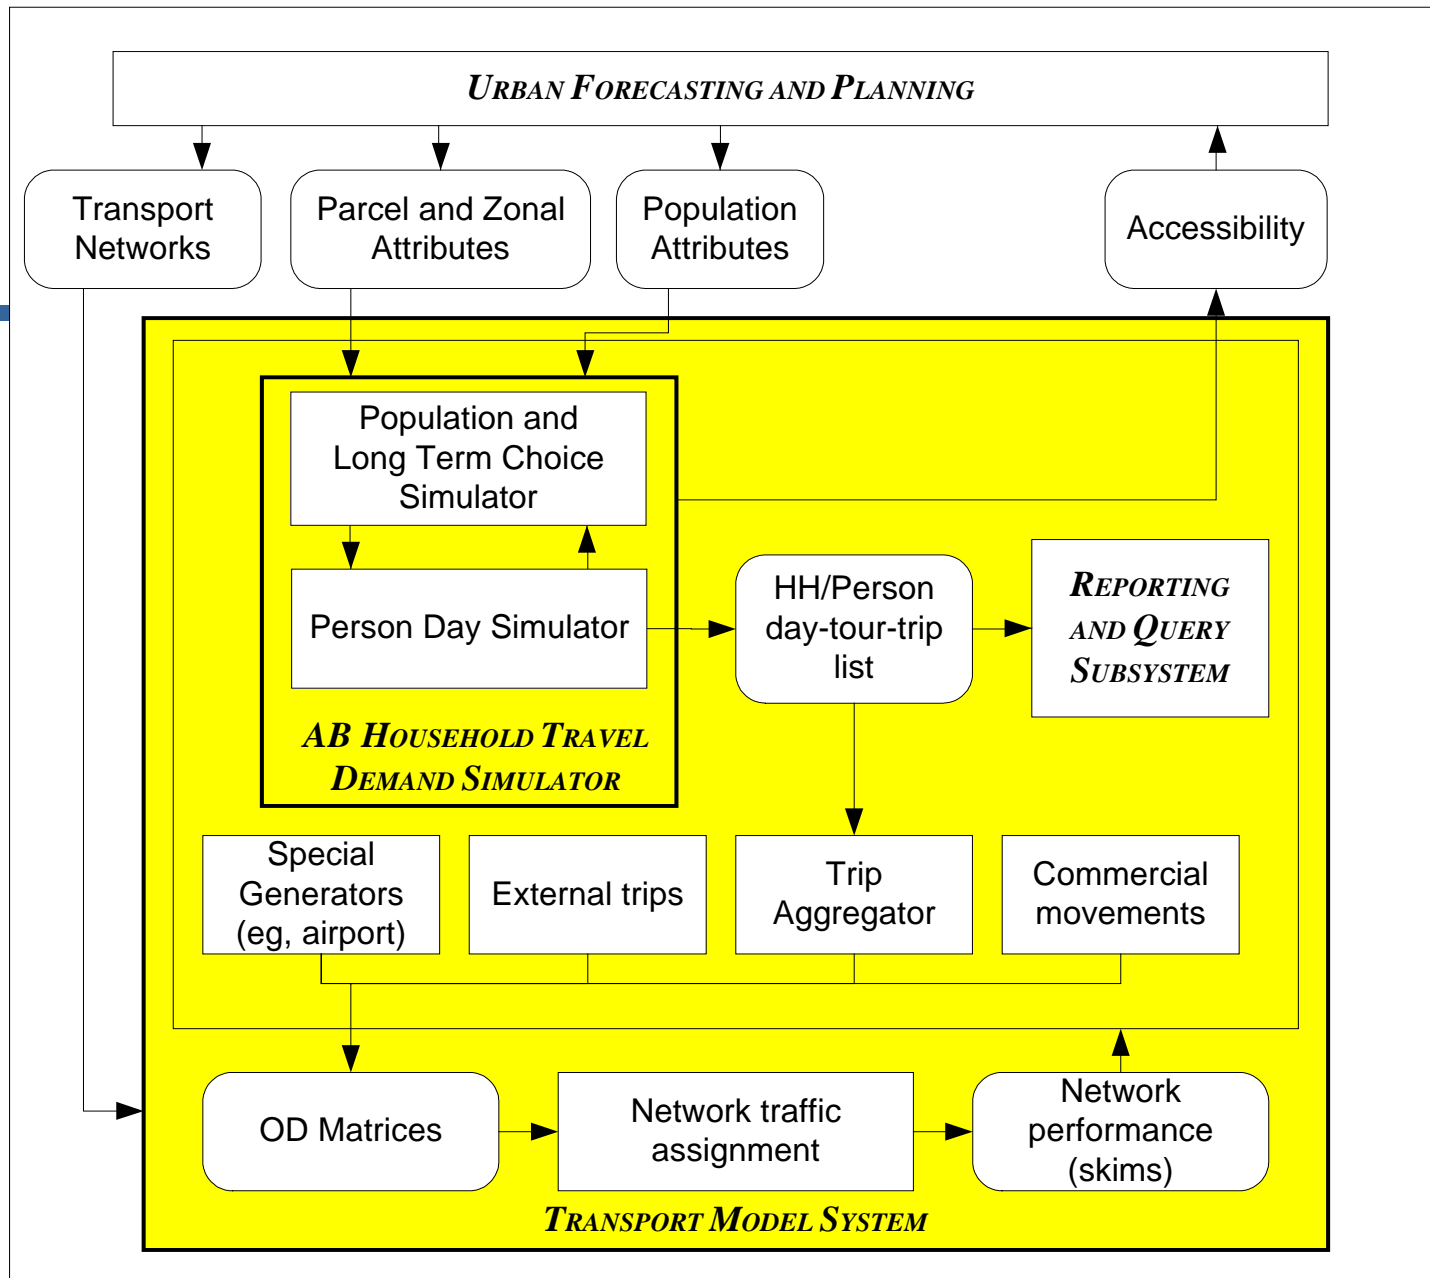 URBAN FORECASTING AND PLANNING
Transport
Networks
Parcel and Zonal
Attributes
Population
Attributes
Accessibility
Population and
Long Term Choice
Simulator
Person Day Simulator
AB HOUSEHOLD TRAVEL
DEMAND SIMULATOR
HH/Person
day-tour-trip
list
REPORTING
AND QUERY
SUBSYSTEM
Special
Generators
(eg, airport)
External trips
Trip
Aggregator
Commercial
movements
OD Matrices
Network traffic
assignment
Network
performance
(skims)
TRANSPORT MODEL SYSTEM